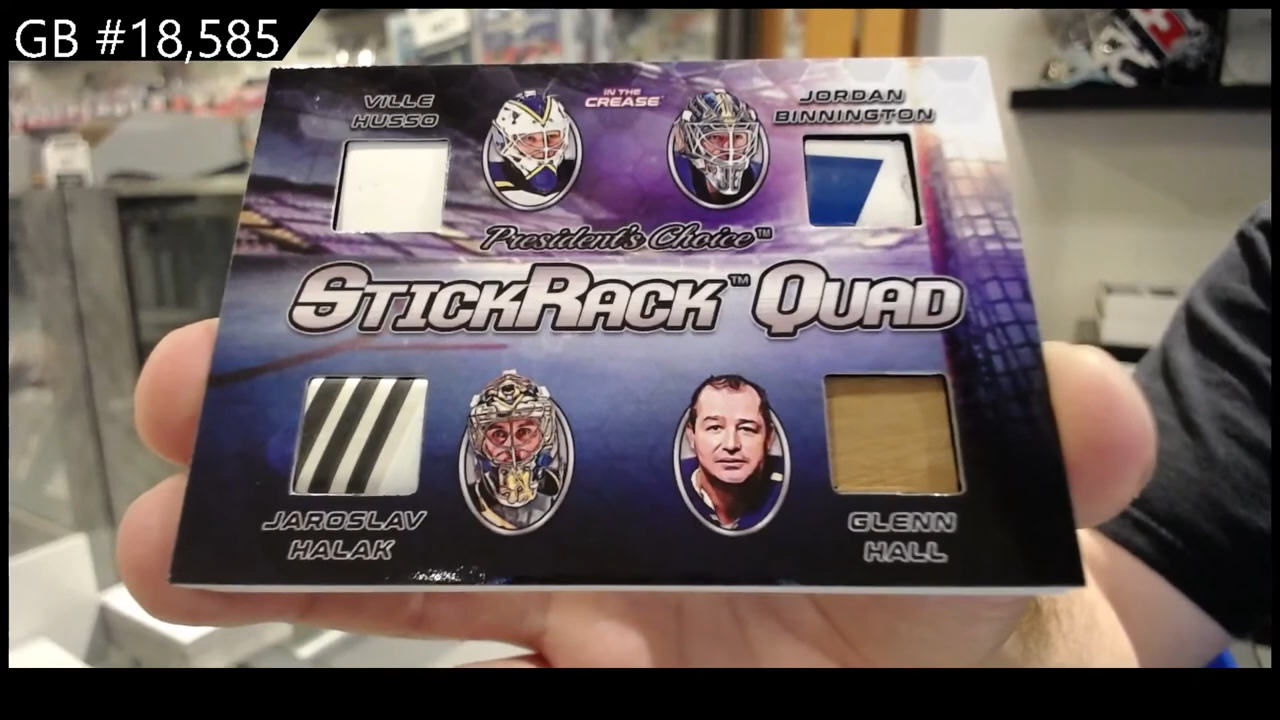 GB #18,585
VILLE
HUSSO
IN THE
CREASE
JORDAN
BINNINGTON
President's Choice™
STICKRACK™ QUAD
JAROSLAV
HALAK
GLENN
HALL